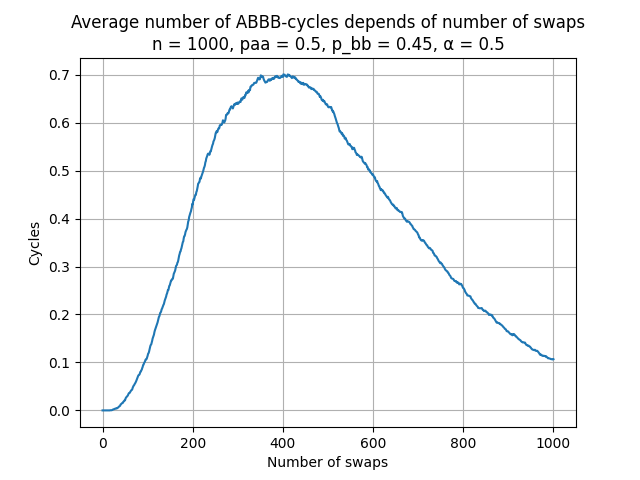 Average number of ABBB-cycles depends of number of swaps
n = 1000, paa = 0.5, p_bb = 0.45, α = 0.5
Cycles
0.7
0.6
0.5
0.4
0.3
0.2
0.1
0.0
0 200 400 600 800 1000
Number of swaps